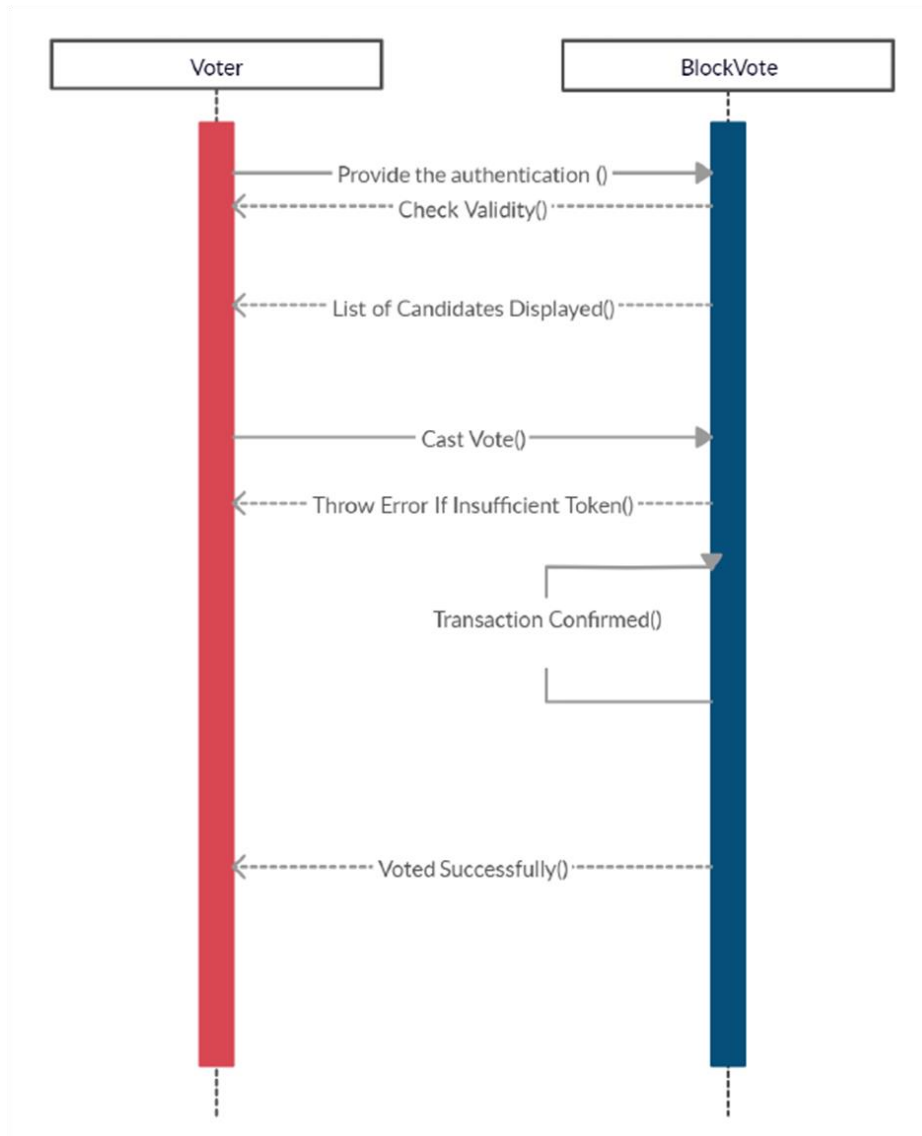 Voter
BlockVote
Provide the authentication ()
Check Validity()
List of Candidates Displayed()
Cast Vote()
Throw Error If Insufficient Token()
Transaction Confirmed()
Voted Successfully()